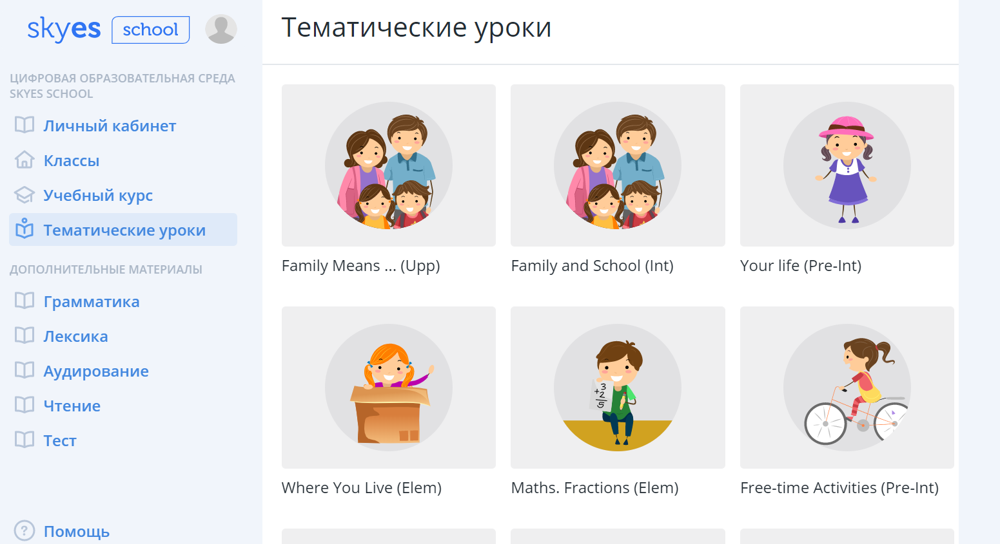 skyes school
ЦИФРОВАЯ ОБРАЗОВАТЕЛЬНАЯ СРЕДА
SKYES SCHOOL
Личный кабинет
Классы
Учебный курс
Тематические уроки
ДОПОЛНИТЕЛЬНЫЕ МАТЕРИАЛЫ
Грамматика
Лексика
Аудирование
Чтение
Тест
? Помощь
Тематические уроки
Family Means ... (Upp)
Family and School (Int)
Your life (Pre-Int)
3
+2
5
Where You Live (Elem)
Maths. Fractions (Elem)
Free-time Activities (Pre-Int)